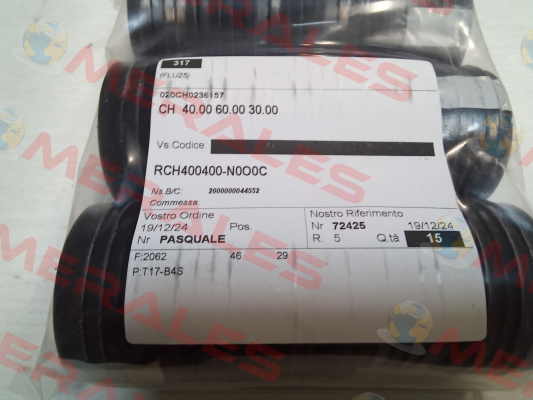 317
(FLU25)
020CH0236157
CH 40.00 60.00 30.00
Vs.Codice
RCH400400-N0O0C
Ns.B/C: 2000000044552
Commessa:
Vostro Ordine
19/12/24 Pos.
Nr PASQUALE
Nostro Riferimento
Nr 72425 19/12/24
R. 5 Q.tà 15
F:2062 46 29
P:T17-B4S
MERALES